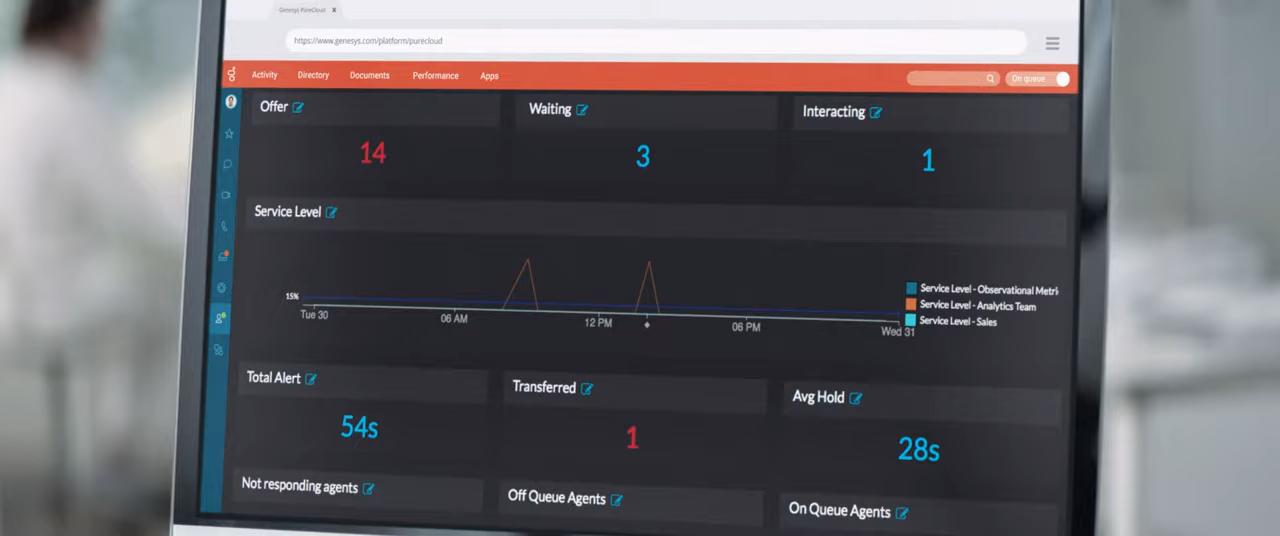 Genesys PureCloud x
https://www.genesys.com/platform/purecloud
Activity Directory Documents Performance Apps On queue
Offer Waiting Interacting
14 3 1
Service Level
15%
Tue 30 06 AM 12 PM 06 PM Wed 31
Service Level - Observational Metri
Service Level - Analytics Team
Service Level - Sales
Total Alert Transferred Avg Hold
54s 1 28s
Not responding agents Off Queue Agents On Queue Agents